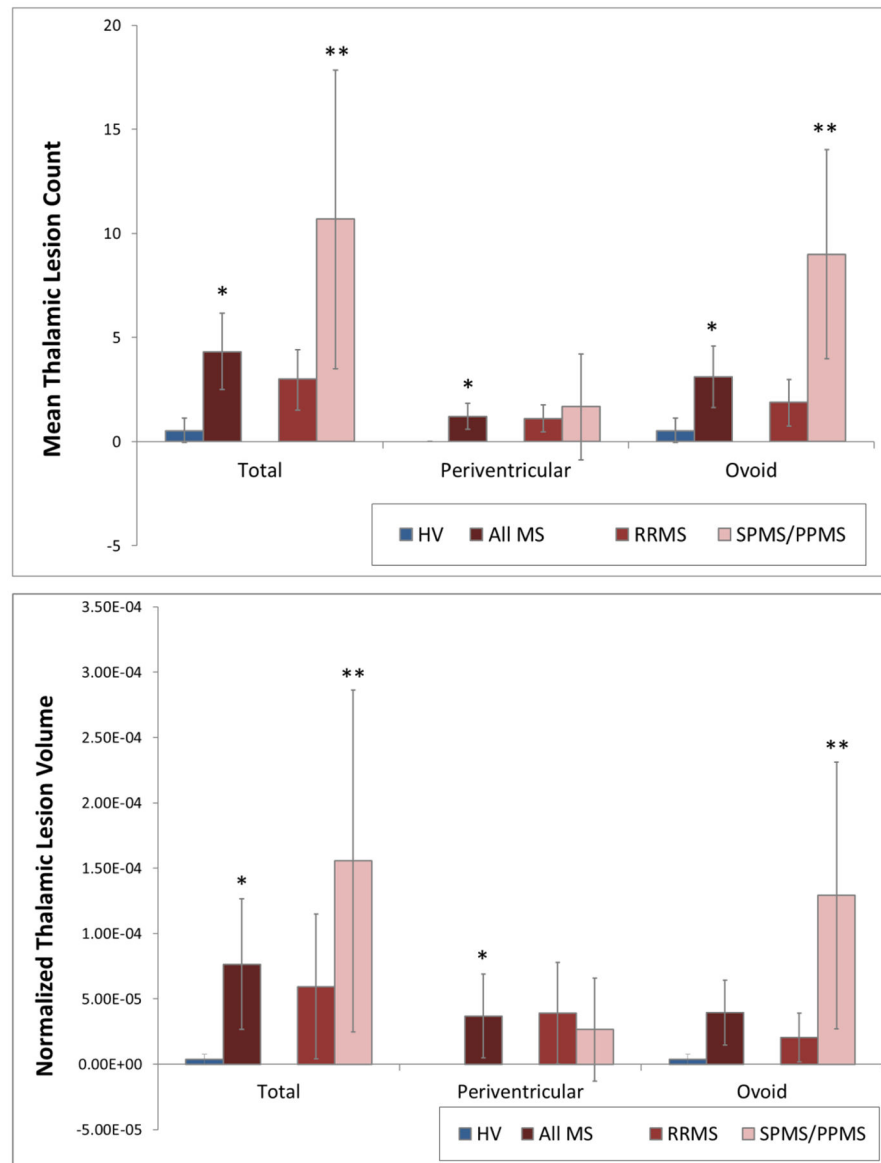 Mean Thalamic Lesion Count
20
15
10
5
0
-5
**
*
*
*
**
Total Periventricular Ovoid
HV All MS RRMS SPMS/PPMS
Normalized Thalamic Lesion Volume
3.50E-04
3.00E-04
2.50E-04
2.00E-04
1.50E-04
1.00E-04
5.00E-05
0.00E+00
-5.00E-05
**
*
*
**
Total Periventricular Ovoid
HV All MS RRMS SPMS/PPMS